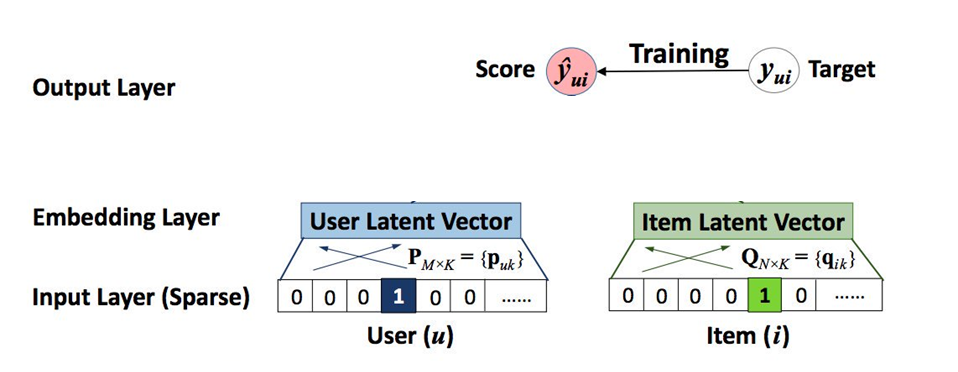 Score ŷui Training yui Target
Output Layer
Embedding Layer User Latent Vector Item Latent Vector
PM×K = {puk} QN×K = {qik}
Input Layer (Sparse) 0 0 0 1 0 0 ...... 0 0 0 0 1 0 ......
User (u) Item (i)